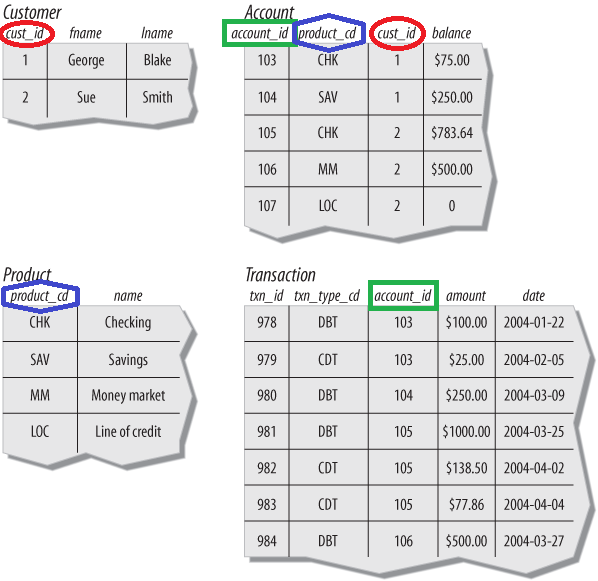 Customer
cust_id fname lname
1 George Blake
2 Sue Smith
Account
account_id product_cd cust_id balance
103 CHK 1 $75.00
104 SAV 1 $250.00
105 CHK 2 $783.64
106 MM 2 $500.00
107 LOC 2 0
Product
product_cd name
CHK Checking
SAV Savings
MM Money market
LOC Line of credit
Transaction
txn_id txn_type_cd account_id amount date
978 DBT 103 $100.00 2004-01-22
979 CDT 103 $25.00 2004-02-05
980 DBT 104 $250.00 2004-03-09
981 DBT 105 $1000.00 2004-03-25
982 CDT 105 $138.50 2004-04-02
983 CDT 105 $77.86 2004-04-04
984 DBT 106 $500.00 2004-03-27